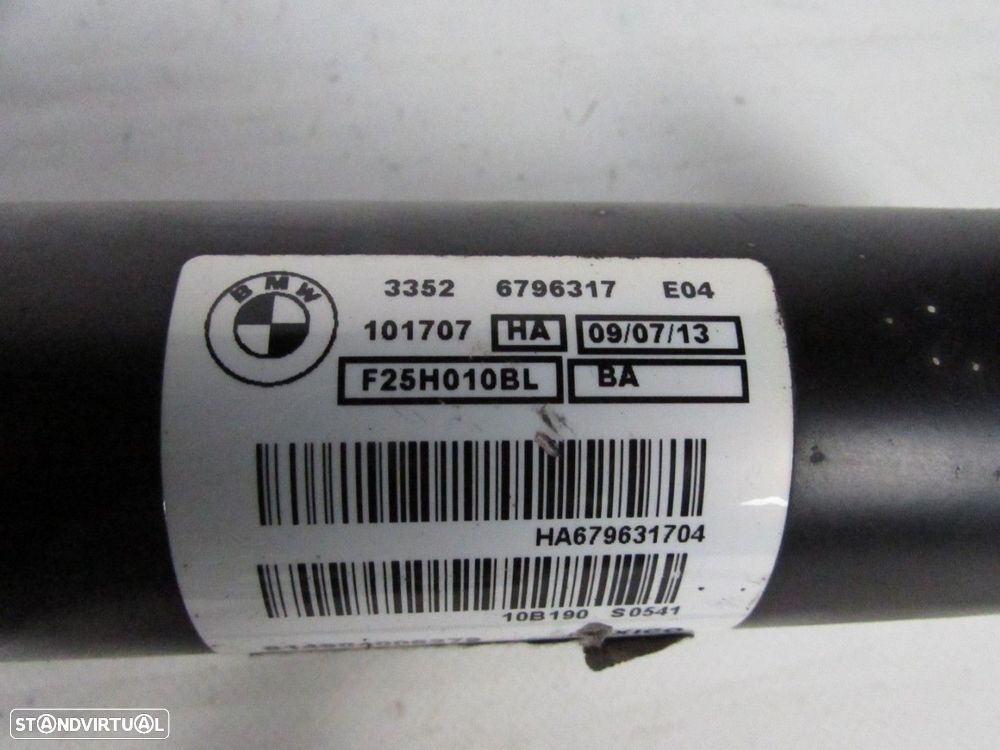 BMW
3352 6796317 E04
101707 HA 09/07/13
F25H010BL BA
HA679631704
10B190 S0541
STANDVIRTUAL